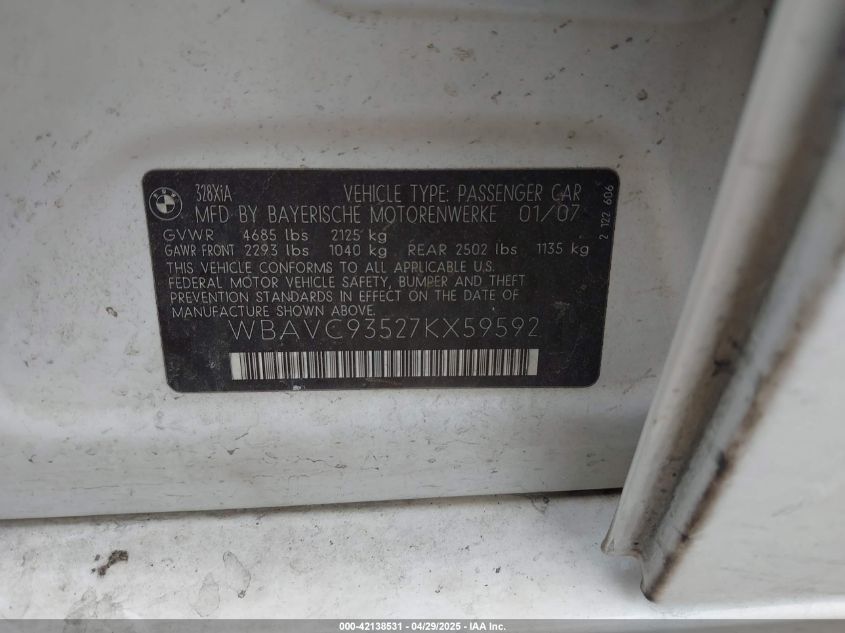 BMW
328XiA VEHICLE TYPE: PASSENGER CAR
MFD BY BAYERISCHE MOTORENWERKE 01/07
GVWR 4685 lbs 2125 kg
GAWR FRONT 2293 lbs 1040 kg REAR 2502 lbs 1135 kg
THIS VEHICLE CONFORMS TO ALL APPLICABLE U.S.
FEDERAL MOTOR VEHICLE SAFETY, BUMPER AND THEFT
PREVENTION STANDARDS IN EFFECT ON THE DATE OF
MANUFACTURE SHOWN ABOVE.
WBAVC93527KX59592
2 122 606
000-42138531 - 04/29/2025 - IAA Inc.